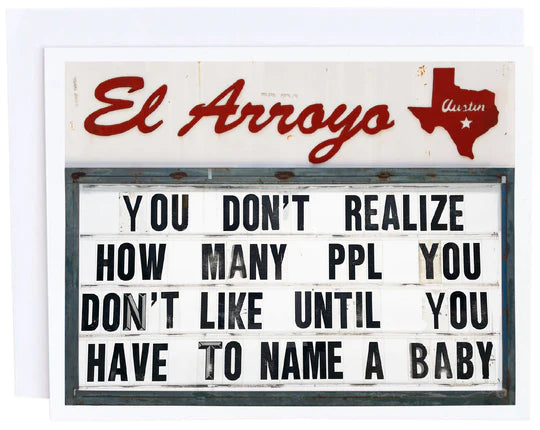 El Arroyo
Austin
YOU DON'T REALIZE
HOW MANY PPL YOU
DON'T LIKE UNTIL YOU
HAVE TO NAME A BABY